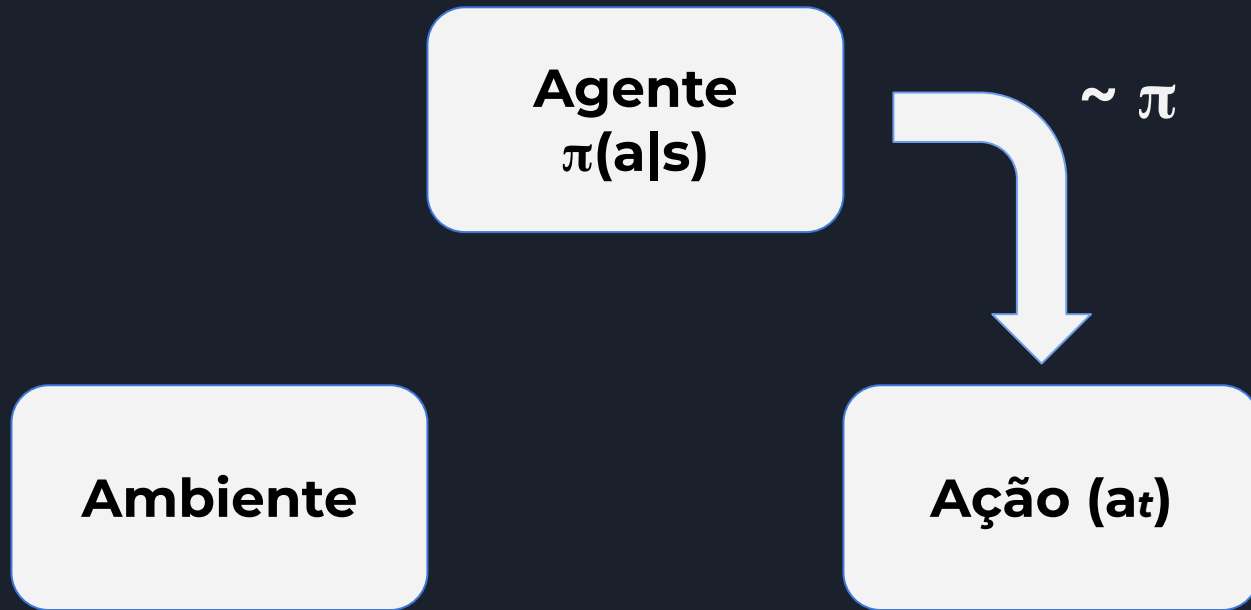 Agente
π(a|s)
~ π
Ambiente
Ação (at)